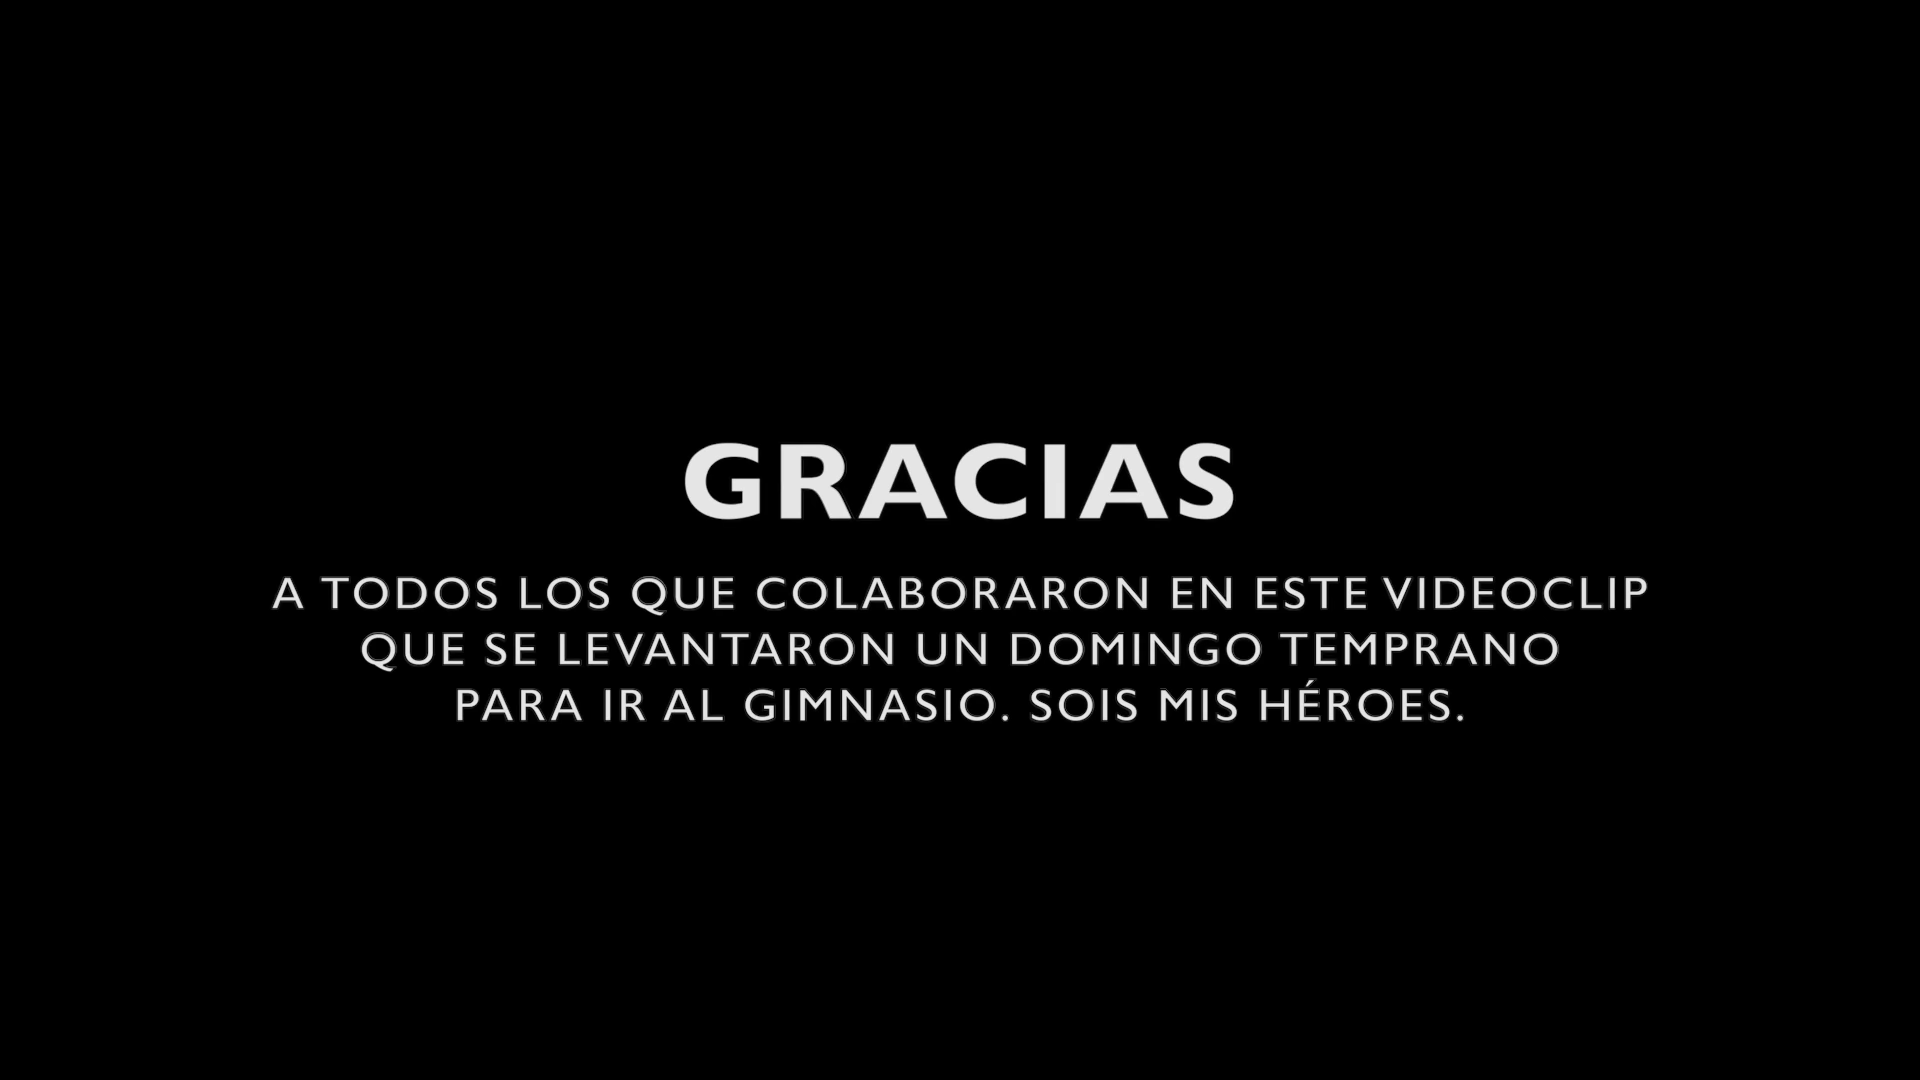 GRACIAS
A TODOS LOS QUE COLABORARON EN ESTE VIDEOCLIP
QUE SE LEVANTARON UN DOMINGO TEMPRANO
PARA IR AL GIMNASIO. SOIS MIS HÉROES.